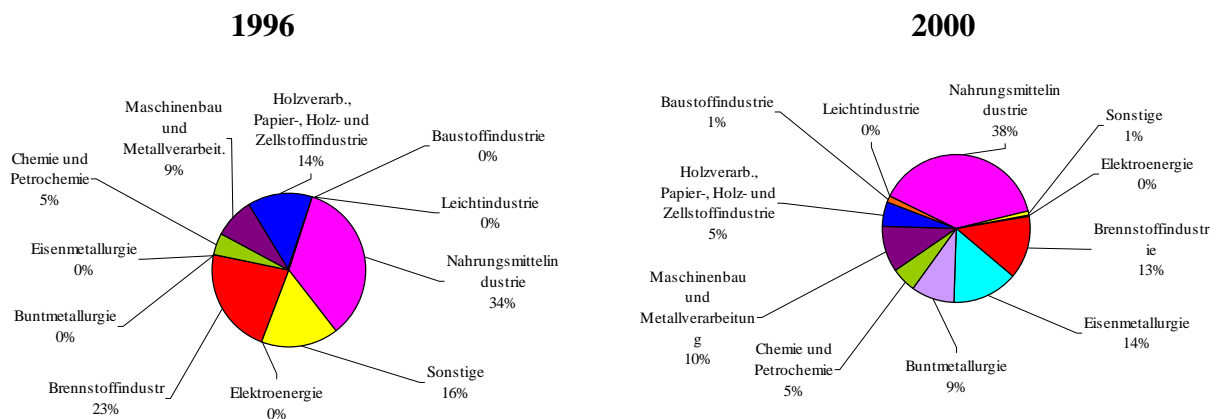 1996
Maschinenbau
und
Metallverarbeit.
9%
Holzverarb.,
Papier-, Holz- und
Zellstoffindustrie
14%
Baustoffindustrie
0%
Chemie und
Petrochemie
5%
Leichtindustrie
0%
Eisenmetallurgie
0%
Nahrungsmittelin
dustrie
34%
Buntmetallurgie
0%
Brennstoffindustr
23%
Elektroenergie
0%
Sonstige
16%
2000
Baustoffindustrie
1%
Leichtindustrie
0%
Nahrungsmittelin
dustrie
38%
Sonstige
1%
Elektroenergie
0%
Holzverarb.,
Papier-, Holz- und
Zellstoffindustrie
5%
Brennstoffindustr
ie
13%
Maschinenbau
und
Metallverarbeitun
g
10%
Chemie und
Petrochemie
5%
Buntmetallurgie
9%
Eisenmetallurgie
14%